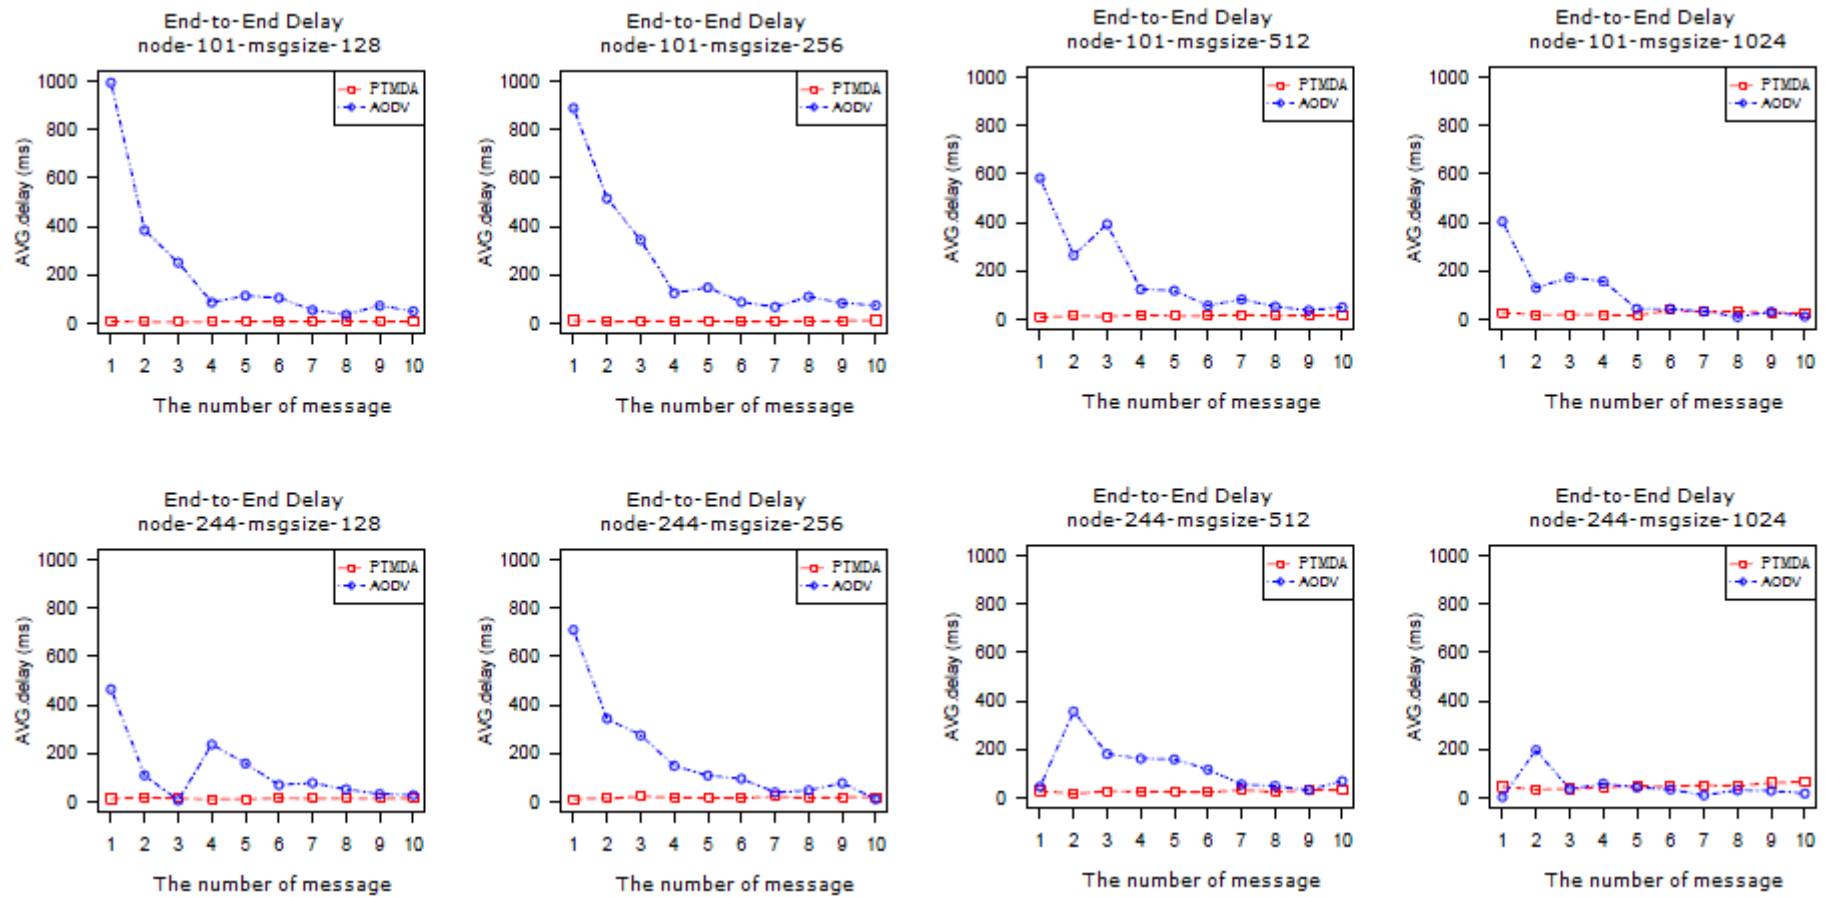 End-to-End Delay
node-101-msgsize-128
1000
800
600
400
200
0
AVG.delay (ms)
PTMDA
AODV
1 2 3 4 5 6 7 8 9 10
The number of message
End-to-End Delay
node-101-msgsize-256
1000
800
600
400
200
0
AVG.delay (ms)
PTMDA
AODV
1 2 3 4 5 6 7 8 9 10
The number of message
End-to-End Delay
node-101-msgsize-512
1000
800
600
400
200
0
AVG.delay (ms)
PTMDA
AODV
1 2 3 4 5 6 7 8 9 10
The number of message
End-to-End Delay
node-101-msgsize-1024
1000
800
600
400
200
0
AVG.delay (ms)
PTMDA
AODV
1 2 3 4 5 6 7 8 9 10
The number of message
End-to-End Delay
node-244-msgsize-128
1000
800
600
400
200
0
AVG.delay (ms)
PTMDA
AODV
1 2 3 4 5 6 7 8 9 10
The number of message
End-to-End Delay
node-244-msgsize-256
1000
800
600
400
200
0
AVG.delay (ms)
PTMDA
AODV
1 2 3 4 5 6 7 8 9 10
The number of message
End-to-End Delay
node-244-msgsize-512
1000
800
600
400
200
0
AVG.delay (ms)
PTMDA
AODV
1 2 3 4 5 6 7 8 9 10
The number of message
End-to-End Delay
node-244-msgsize-1024
1000
800
600
400
200
0
AVG.delay (ms)
PTMDA
AODV
1 2 3 4 5 6 7 8 9 10
The number of message